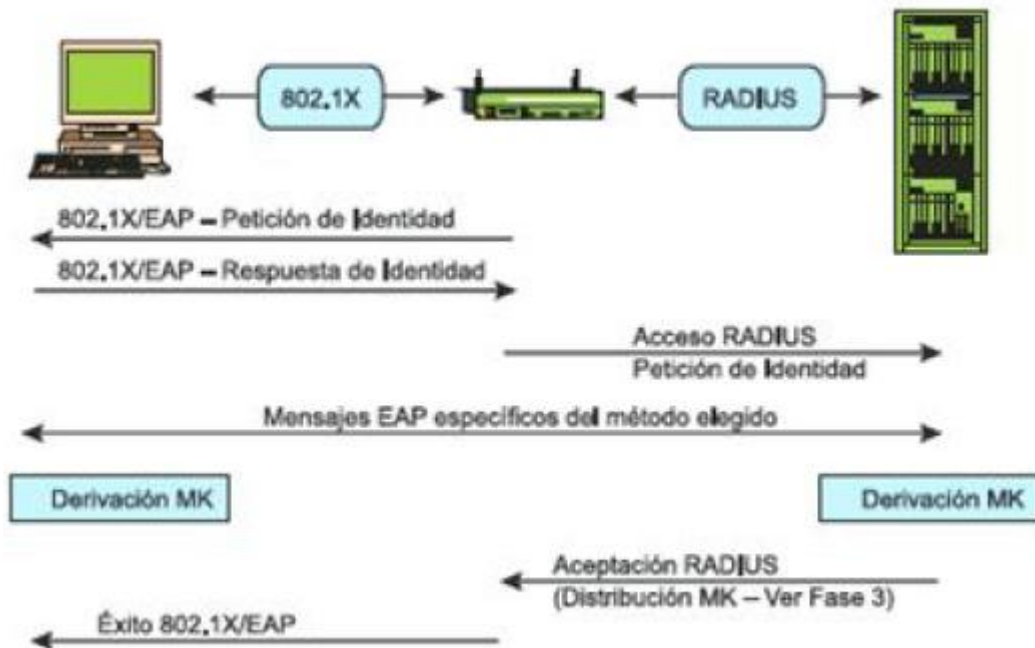 802.1X
RADIUS
802.1X/EAP – Petición de Identidad
802.1X/EAP – Respuesta de Identidad
Acceso RADIUS
Petición de Identidad
Mensajes EAP específicos del método elegido
Derivación MK
Derivación MK
Aceptación RADIUS
(Distribución MK – Ver Fase 3)
Éxito 802.1X/EAP